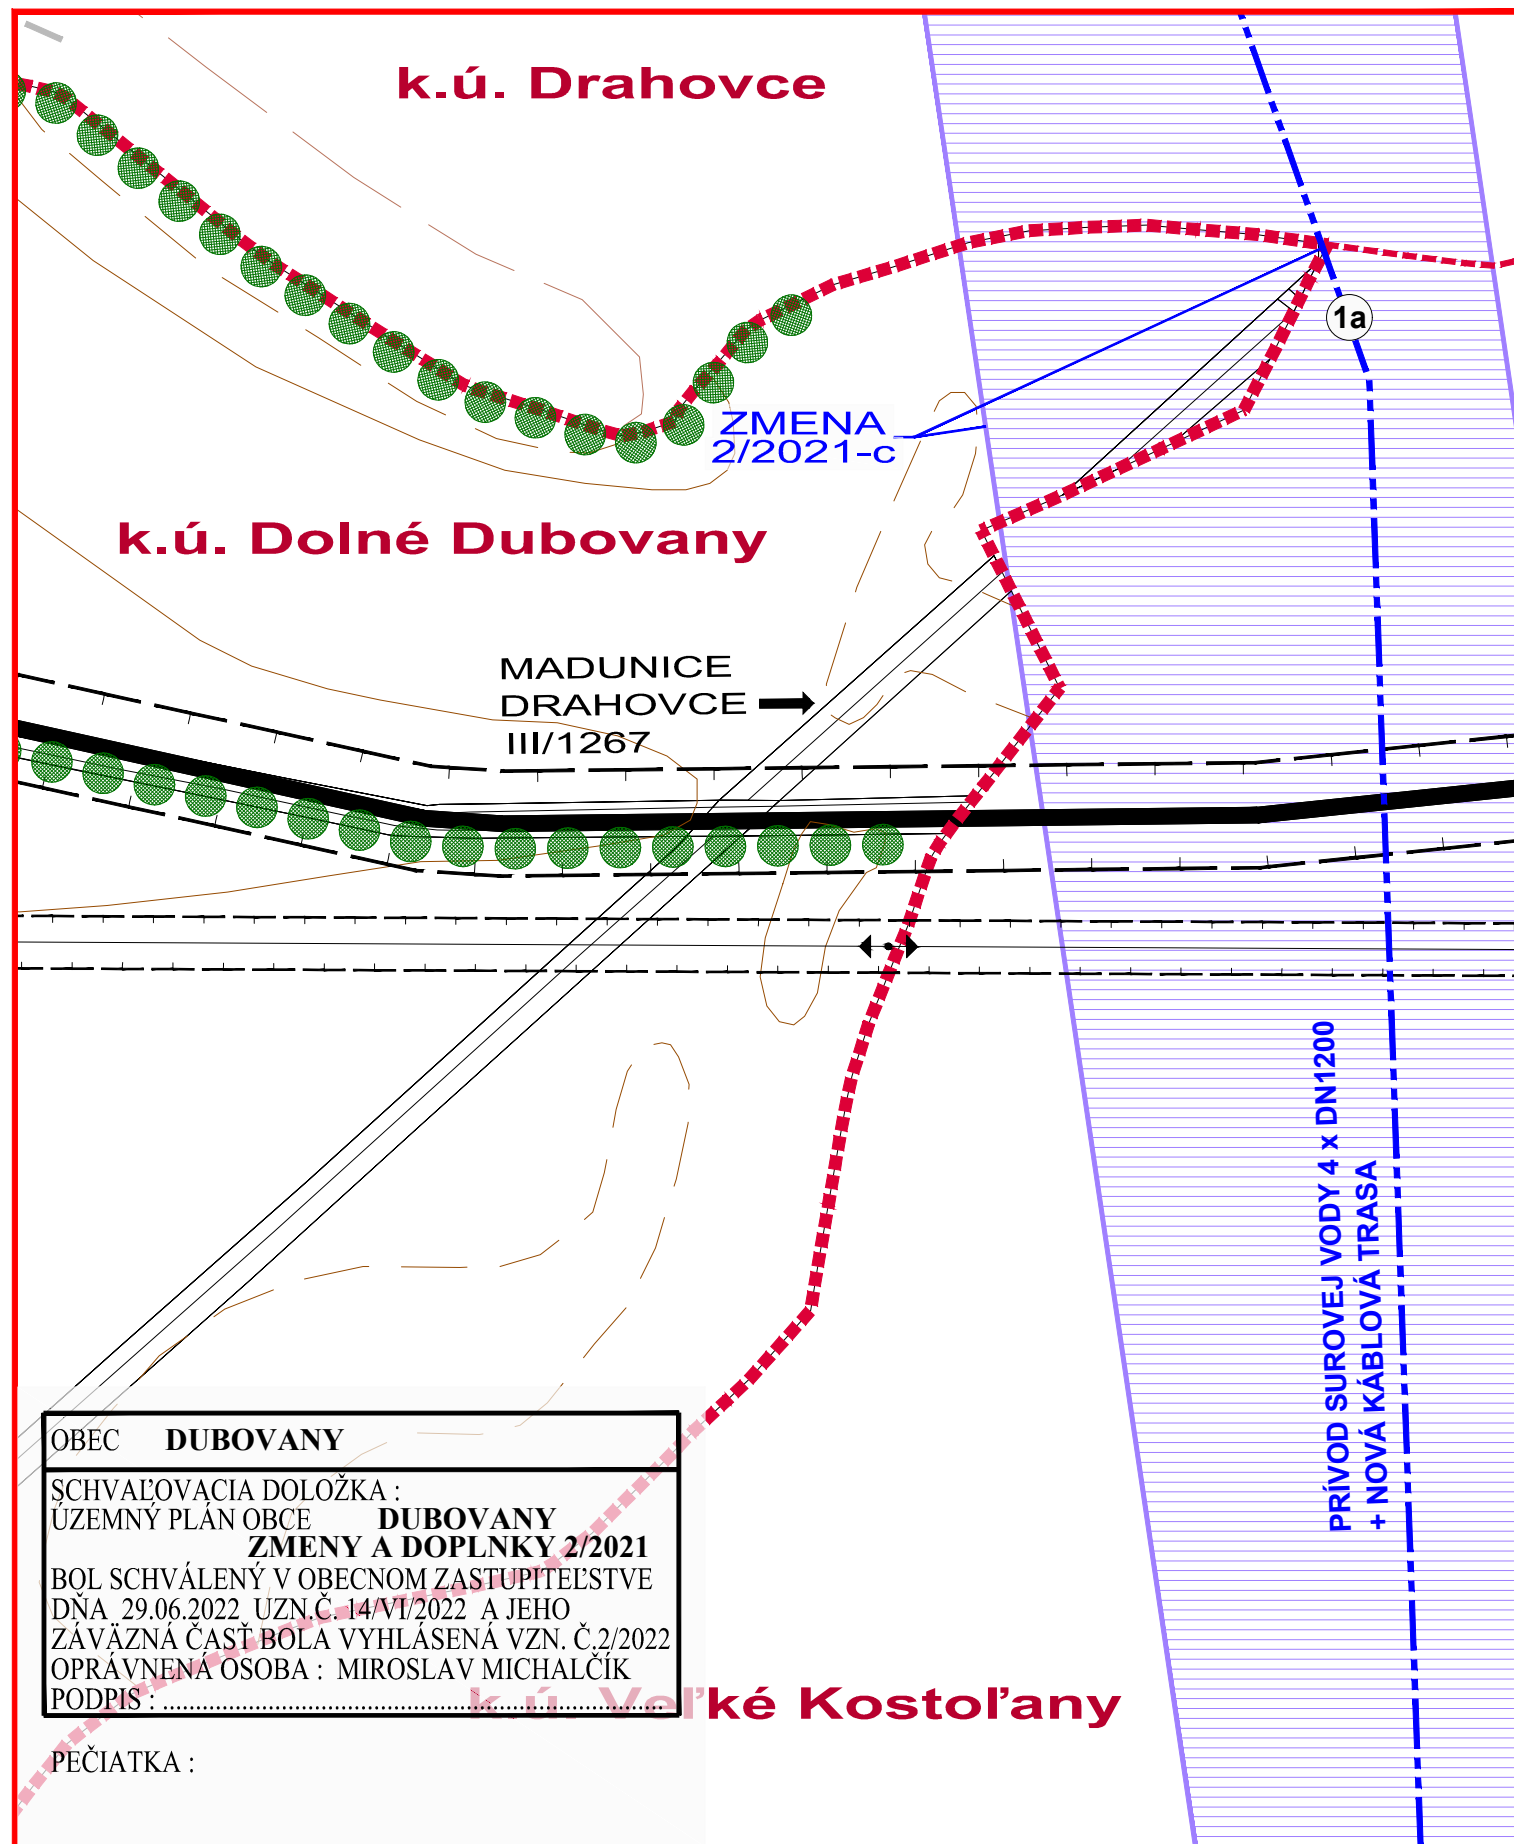 k.ú. Drahovce
1a
ZMENA
2/2021-c
k.ú. Dolné Dubovany
MADUNICE
DRAHOVCE
III/1267
PRÍVOD SUROVEJ VODY 4 x DN1200
+ NOVÁ KÁBLOVÁ TRASA
OBEC DUBOVANY
SCHVAĽOVACIA DOLOŽKA :
ÚZEMNÝ PLÁN OBCE DUBOVANY
ZMENY A DOPLNKY 2/2021
BOL SCHVÁLENÝ V OBECNOM ZASTUPITEĽSTVE
DŇA 29.06.2022 UZN.Č. 14/VI/2022 A JEHO
ZÁVÄZNÁ ČASŤ BOLA VYHLÁSENÁ VZN. Č.2/2022
OPRÁVNENÁ OSOBA : MIROSLAV MICHALČÍK
PODPIS : ................................................................................
k.ú. Veľké Kostoľany
PEČIATKA :